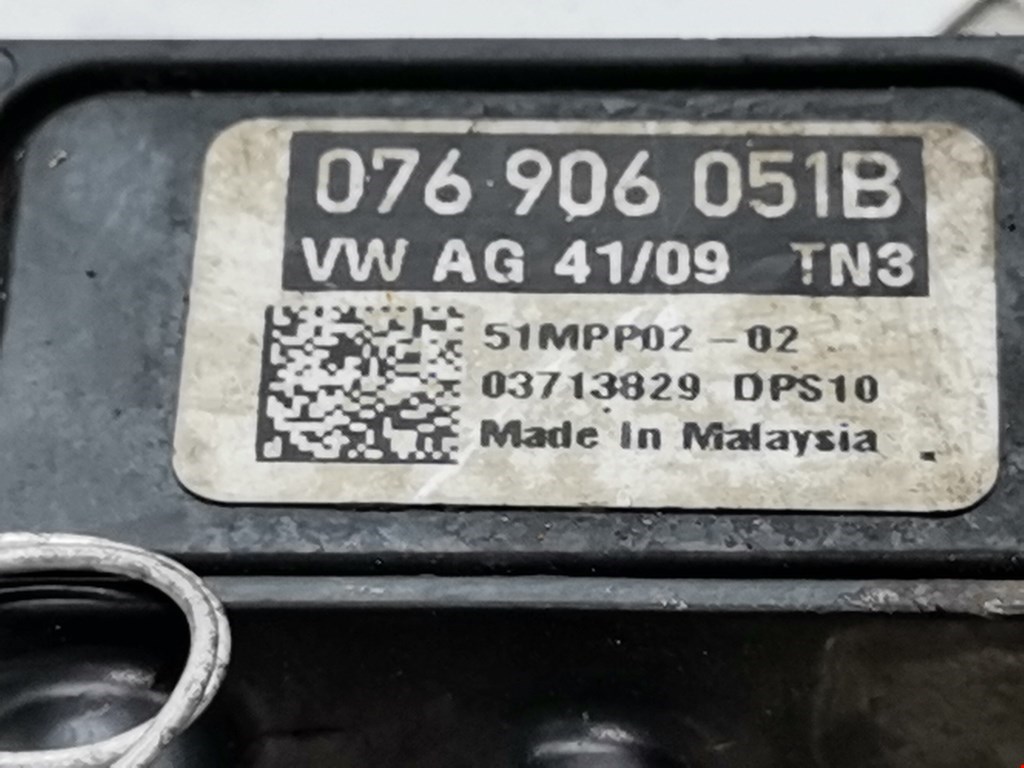 076 906 051B
VW AG 41/09 TN3
51MPP02-02
03713829 DPS10
Made In Malaysia